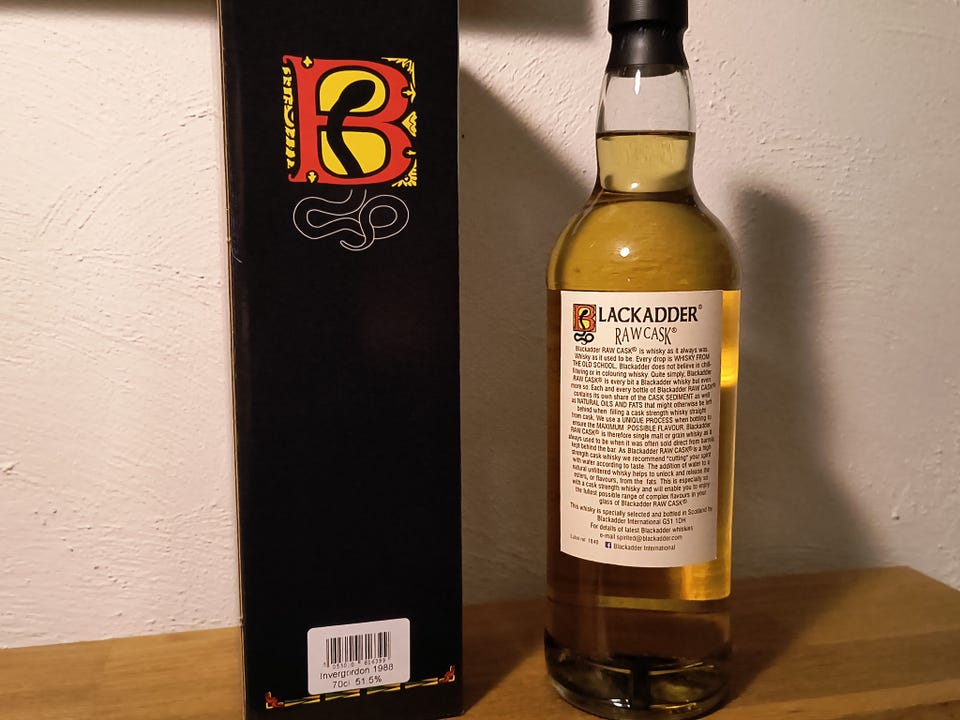 B
BLACKADDER®
RAW CASK®
Blackadder RAW CASK® is whisky as it always was.
Whisky as it used to be. Every drop is WHISKY FROM
THE OLD SCHOOL. Blackadder does not believe in chill-
filtering or in colouring whisky. Quite simply, Blackadder
RAW CASK® is every bit a Blackadder whisky but even
more so. Each and every bottle of Blackadder RAW CASK®
contains its own share of the CASK SEDIMENT as well
as NATURAL OILS AND FATS that might otherwise be left
behind when filling a cask strength whisky straight
from cask. We use a UNIQUE PROCESS when bottling to
ensure the MAXIMUM POSSIBLE FLAVOUR. Blackadder
RAW CASK® is therefore single malt or grain whisky as it
always used to be when it was often sold direct from barrels
kept behind the bar. As Blackadder RAW CASK® is a high
strength cask whisky we recommend "cutting" your spirit
with water according to taste. The addition of water to a
natural unfiltered whisky helps to unlock and release the
esters, or flavours, from the fats. This is especially so
with a cask strength whisky and will enable you to enjoy
the fullest possible range of complex flavours in your
glass of Blackadder RAW CASK®.
This whisky is specially selected and bottled in Scotland by
Blackadder International G51 1DH
For details of latest Blackadder whiskies
e-mail spirited@blackadder.com
Label ref. 1840
Blackadder International
Invergordon 1988
70cl 51.5%